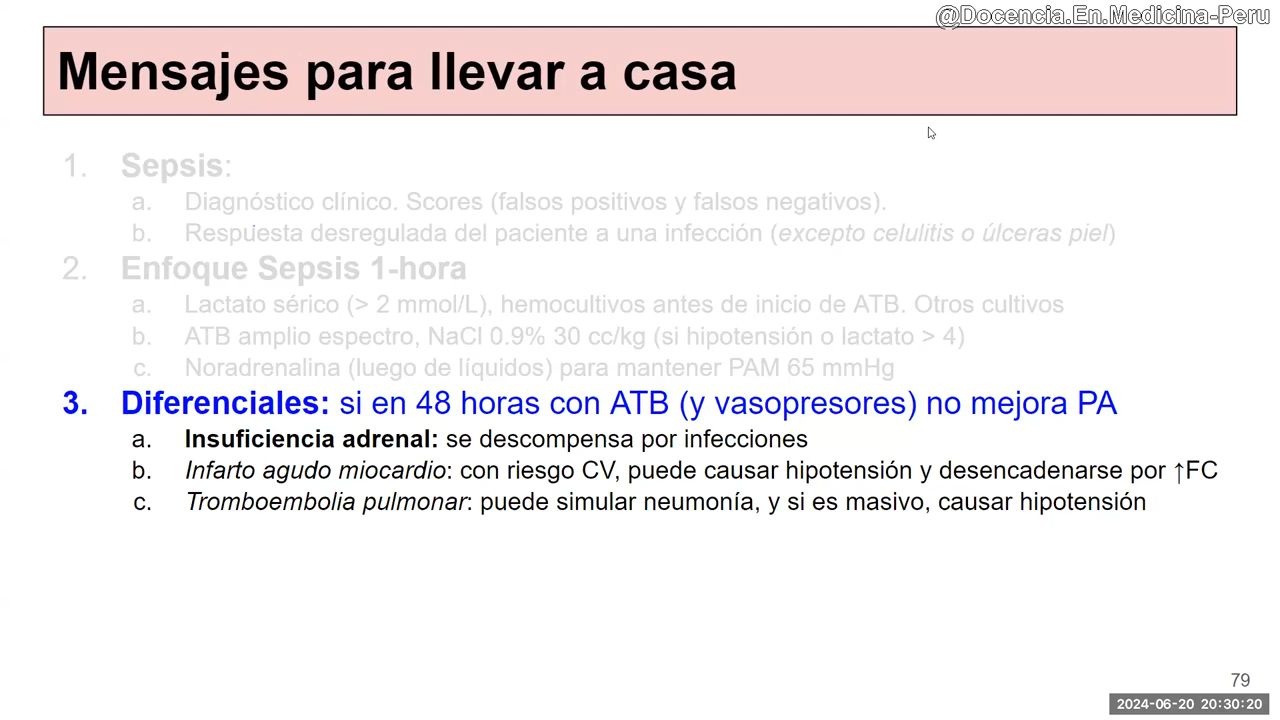 @Docencia.En.Medicina-Peru
Mensajes para llevar a casa
1. Sepsis:
a. Diagnóstico clínico. Scores (falsos positivos y falsos negativos).
b. Respuesta desregulada del paciente a una infección (excepto celulitis o úlceras piel)
2. Enfoque Sepsis 1-hora
a. Lactato sérico (> 2 mmol/L), hemocultivos antes de inicio de ATB. Otros cultivos
b. ATB amplio espectro, NaCl 0.9% 30 cc/kg (si hipotensión o lactato > 4)
c. Noradrenalina (luego de líquidos) para mantener PAM 65 mmHg
3. Diferenciales: si en 48 horas con ATB (y vasopresores) no mejora PA
a. Insuficiencia adrenal: se descompensa por infecciones
b. Infarto agudo miocardio: con riesgo CV, puede causar hipotensión y desencadenarse por ↑FC
c. Tromboembolia pulmonar: puede simular neumonía, y si es masivo, causar hipotensión
79
2024-06-20 20:30:20